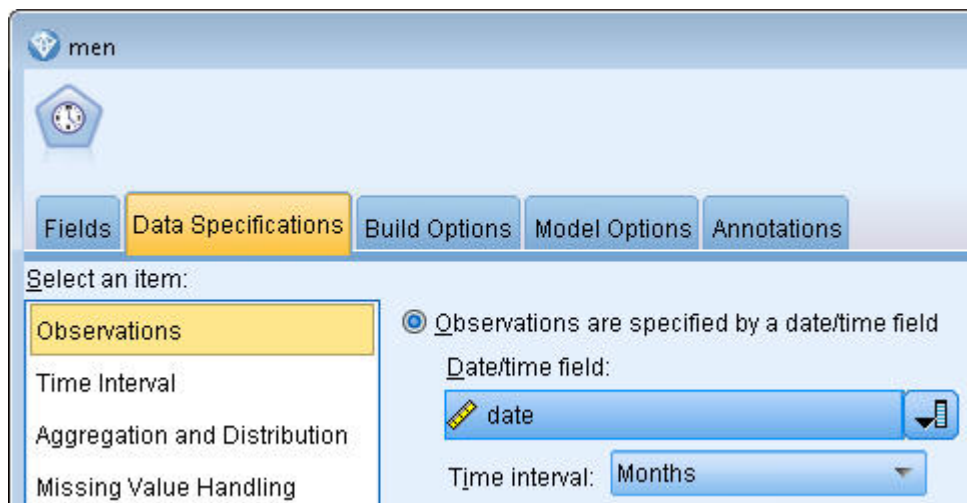 men
Fields Data Specifications Build Options Model Options Annotations
Select an item:
Observations
Time Interval
Aggregation and Distribution
Missing Value Handling
Observations are specified by a date/time field
Date/time field:
date
Time interval: Months